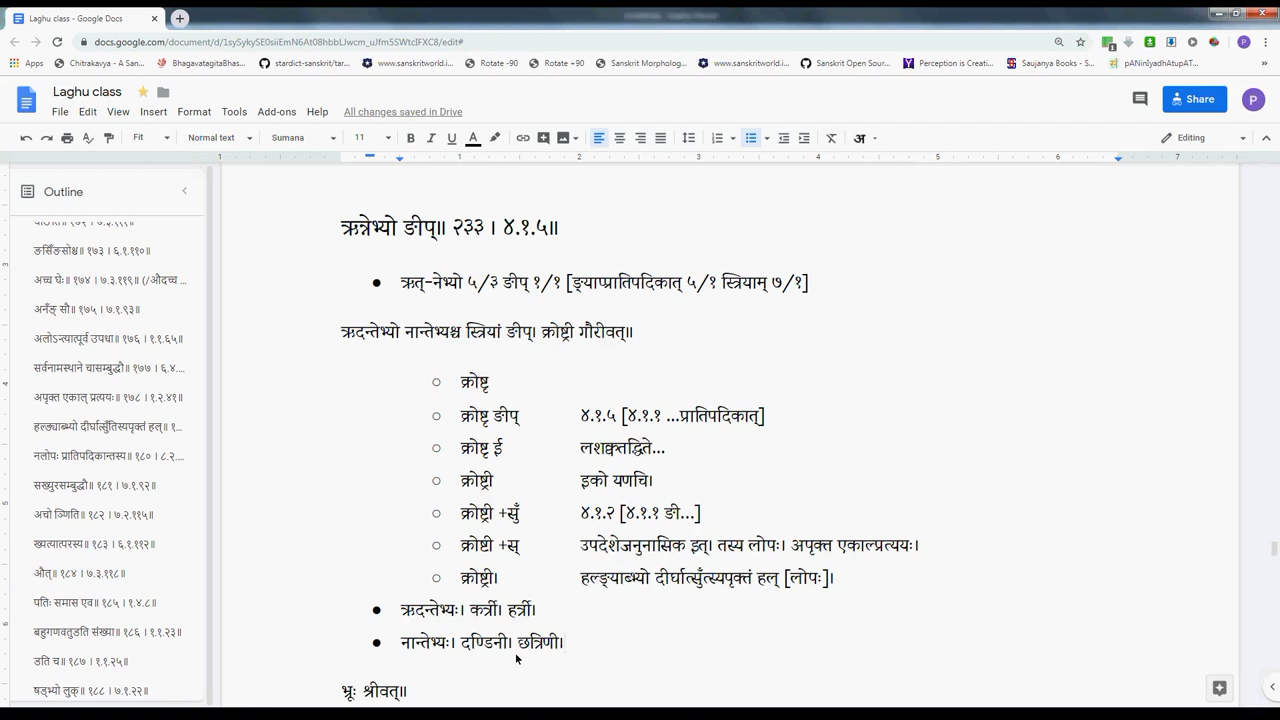 Laghu class - Google Docs
docs.google.com/document/d/1sySykySE0siiEmN6At08hbbLJwcm_uJfm5SWtcIFXC8/edit#
Apps Chitrakavya - A San... BhagavatagitaBhas... stardict-sanskrit/tar... www.sanskritworld.i... Rotate -90 Rotate +90 Sanskrit Morpholog... www.sanskritworld.i... Sanskrit Open Sour... Perception is Creati... Saujanya Books - S... pANinIyadhAtupAT...
Laghu class
File Edit View Insert Format Tools Add-ons Help All changes saved in Drive
Share P
Fit Normal text Sumana 11 B I U A अ Editing
1 1 2 3 4 5 6 7
Outline
ङसिँङसोश्च॥ १७३ । ६.१.११०॥
अच्च घेः॥ १७४ । ७.३.११९॥ (/औदच्च ...
अनँङ् सौ॥ १७५ । ७.१.९३॥
अलोऽन्त्यात्पूर्व उपधा॥ १७६ । १.१.६५॥
सर्वनामस्थाने चासम्बुद्धौ॥ १७७ । ६.४....
अपृक्त एकाल् प्रत्ययः॥ १७८ । १.२.४१॥
हल्ङ्याब्भ्यो दीर्घात्सुँतिस्यपृक्तं हल्॥ १...
नलोपः प्रातिपदिकान्तस्य॥ १८० । ८.२....
सख्युरसम्बुद्धौ॥ १८१ । ७.१.९२॥
अचो ञ्णिति॥ १८२ । ७.२.११५॥
ख्यत्यात्परस्य॥ १८३ । ६.१.११२॥
औत्॥ १८४ । ७.३.११८॥
पतिः समास एव॥ १८५ । १.४.८॥
बहुगणवतुडति संख्या॥ १८६ । १.१.२३॥
डति च॥ १८७ । १.१.२५॥
षड्भ्यो लुक्॥ १८८ । ७.१.२२॥
ऋन्नेभ्यो ङीप्॥ २३३ । ४.१.५॥
● ऋत्-नेभ्यो ५/३ ङीप् १/१ [ङ्याप्प्रातिपदिकात् ५/१ स्त्रियाम् ७/१]
ऋदन्तेभ्यो नान्तेभ्यश्च स्त्रियां ङीप्। क्रोष्ट्री गौरीवत्॥
○ क्रोष्टृ
○ क्रोष्टृ ङीप् ४.१.५ [४.१.१ ...प्रातिपदिकात्]
○ क्रोष्टृ ई लशक्वतद्धिते...
○ क्रोष्ट्री इको यणचि।
○ क्रोष्ट्री +सुँ ४.१.२ [४.१.१ ङी...]
○ क्रोष्टी +स् उपदेशेजनुनासिक इत्। तस्य लोपः। अपृक्त एकाल्प्रत्ययः।
○ क्रोष्ट्री। हल्ङ्याब्भ्यो दीर्घात्सुँत्स्यपृक्तं हल् [लोपः]।
● ऋदन्तेभ्यः। कर्त्री। हर्त्री।
● नान्तेभ्यः। दण्डिनी। छत्रिणी।
भ्रूः श्रीवत्॥